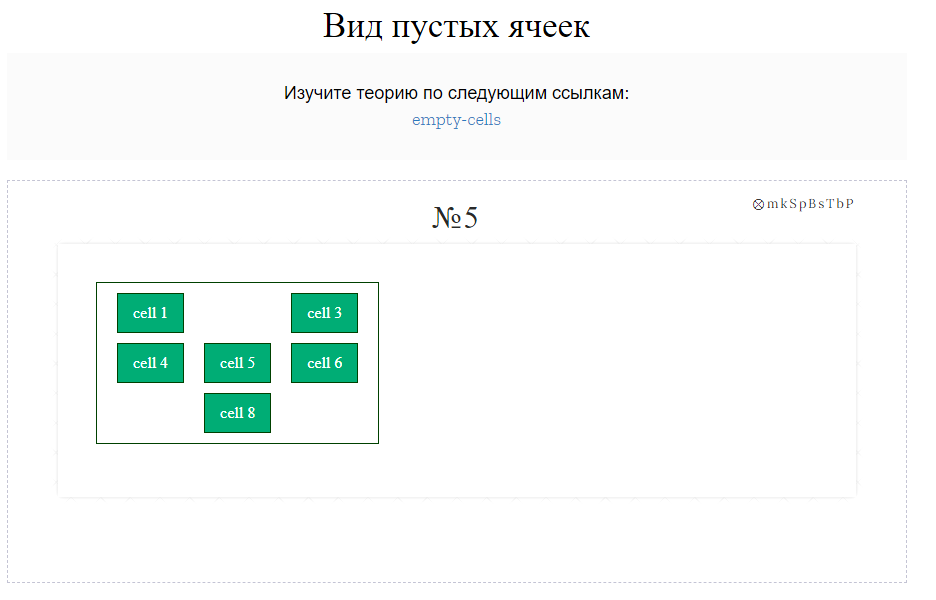 Вид пустых ячеек
Изучите теорию по следующим ссылкам:
empty-cells
№5
⊗mkSpBsTbP
cell 1 cell 3
cell 4 cell 5 cell 6
cell 8